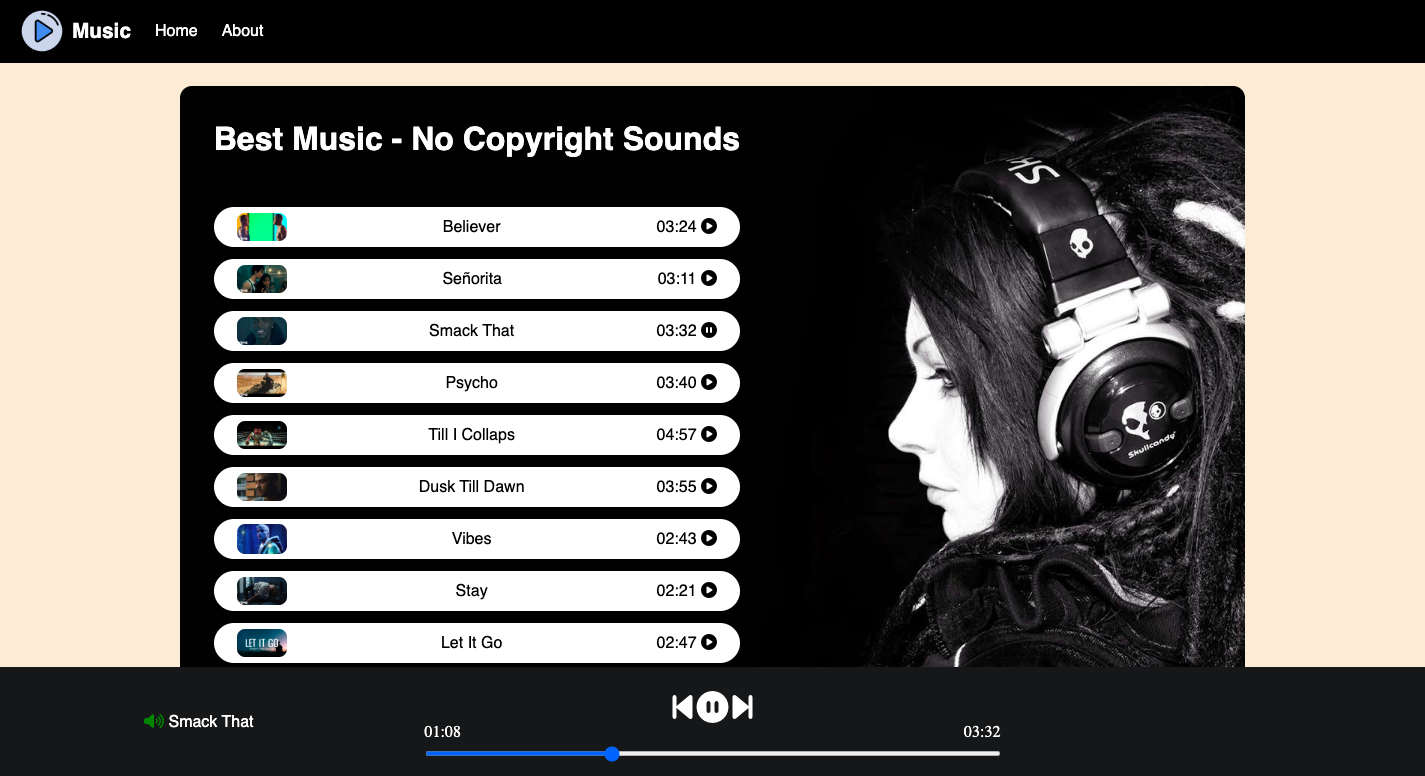 Music Home About
Best Music - No Copyright Sounds
Believer 03:24
Señorita 03:11
Smack That 03:32
Psycho 03:40
Till I Collaps 04:57
Dusk Till Dawn 03:55
Vibes 02:43
Stay 02:21
LET IT GO Let It Go 02:47
SK
Skullcandy
Smack That
01:08 03:32